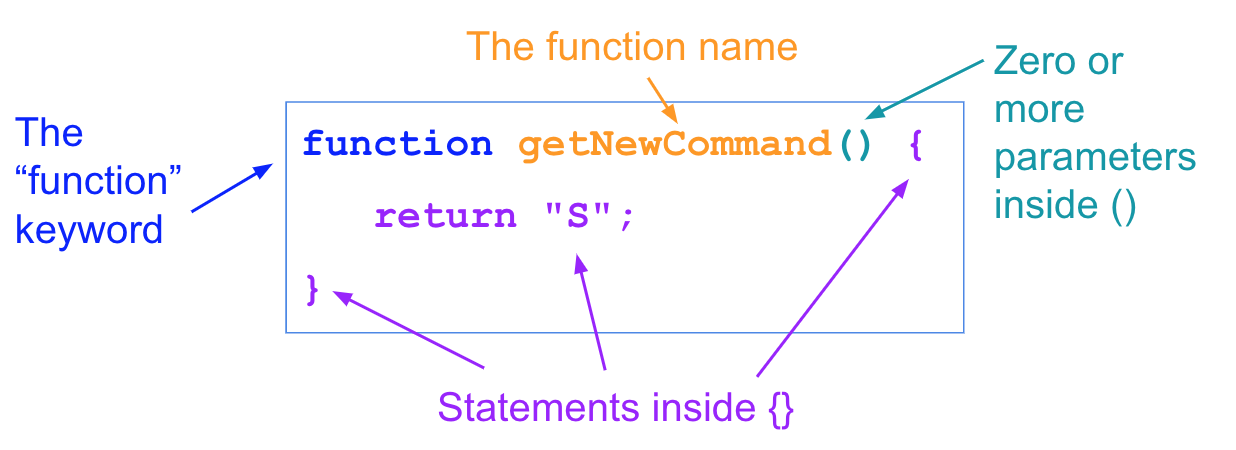 The function name
Zero or
more
parameters
inside ()
The
“function”
keyword
function getNewCommand() {
return "S";
}
Statements inside {}